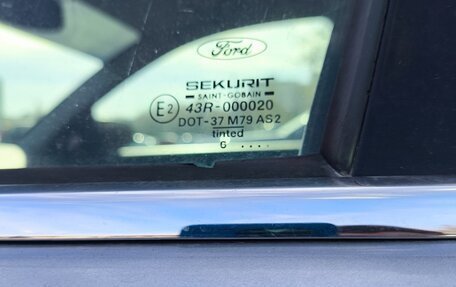 Ford
SEKURIT
SAINT-GOBAIN
E2 43R-000020
DOT-37 M79 AS2
tinted
G ....